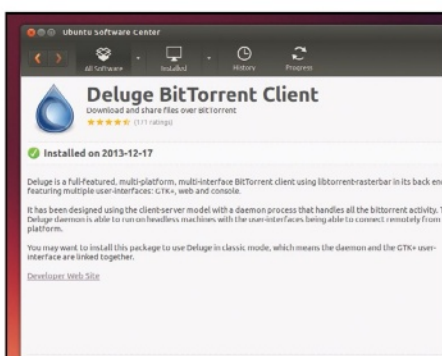 Ubuntu Software Center
All Software Installed History Progress
Deluge BitTorrent Client
Download and share files over BitTorrent
(111 ratings)
Installed on 2013-12-17
Deluge is a full-featured, multi-platform, multi-interface BitTorrent client using libtorrent-rasterbar in its back
featuring multiple user-interfaces: GTK+, web and console.
It has been designed using the client-server model with a daemon process that handles all the bittorrent activity.
Deluge daemon is able to run on headless machines with the user-interfaces being able to connect remotely from
platform.
You may want to install this package to use Deluge in classic mode, which means the daemon and the GTK+ user-
interface are linked together.
Developer Web Site